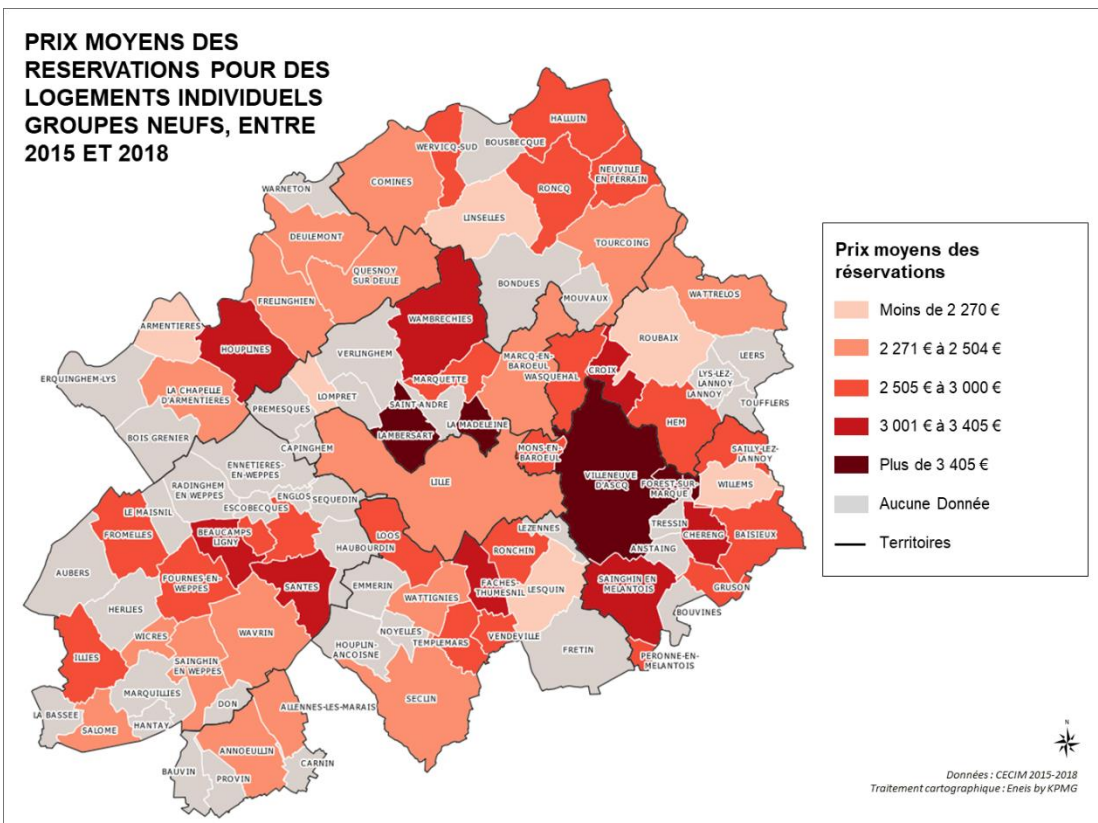 PRIX MOYENS DES
RESERVATIONS POUR DES
LOGEMENTS INDIVIDUELS
GROUPES NEUFS, ENTRE
2015 ET 2018
HALLUIN
WERVICQ-SUD
BOUSBECQUE
NEUVILLE
EN FERRAIN
COMINES
RONCQ
WARNETON
LINSELLES
DEULEMONT
TOURCOING
QUESNOY
SUR-DEULE
BONDUES
WATTRELOS
FRELINGHIEN
MOUVAUX
WAMBRECHIES
ARMENTIERES
ROUBAIX
HOUPLINES
VERLINGHEM
LEERS
MARCQ-EN-
BAROEUL
CROIX
WASQUEHAL
LYS-LEZ-
LANNOY
LANNOY
ERQUINGHEM-LYS
MARQUETTE
LA CHAPELLE
D'ARMENTIERES
LOMPRET
TOUFFLERS
PREMESQUES
SAINT-ANDRE
LA MADELEINE
HEM
BOIS GRENIER
LAMBERSART
MONS-EN-
BAROEUL
SAILLY-LEZ-
LANNOY
CAPINGHEM
ENNETIERES-
EN-WEPPES
VILLENEUVE
D'ASCQ
FOREST-SUR-
MARQUE
WILLEMS
LILLE
RADINGHEM
EN WEPPES
ENGLOS
SEQUEDIN
ESCOBECQUES
LE MAISNIL
TRESSIN
LEZENNES
FROMELLES
BEAUCAMPS
LIGNY
LOOS
CHERENG
BAISIEUX
HAUBOURDIN
RONCHIN
ANSTAING
AUBERS
FOURNES-EN-
WEPPES
SANTES
EMMERIN
FACHES-
THUMESNIL
LESQUIN
SAINGHIN EN
MELANTOIS
GRUSON
WATTIGNIES
HERLIES
BOUVINES
WICRES
WAVRIN
NOYELLES
VENDEVILLE
HOUPLIN-
ANCOISNE
TEMPLEMARS
FRETIN
PERONNE-EN-
MELANTOIS
ILLIES
SAINGHIN
EN WEPPES
MARQUILLIES
SECLIN
DON
ALLENNES-LES-MARAIS
LA BASSEE
HANTAY
SALOME
ANNOEULLIN
CARNIN
BAUVIN
PROVIN
Prix moyens des
réservations
Moins de 2 270 €
2 271 € à 2 504 €
2 505 € à 3 000 €
3 001 € à 3 405 €
Plus de 3 405 €
Aucune Donnée
Territoires
N
Données : CECIM 2015-2018
Traitement cartographique : Eneis by KPMG